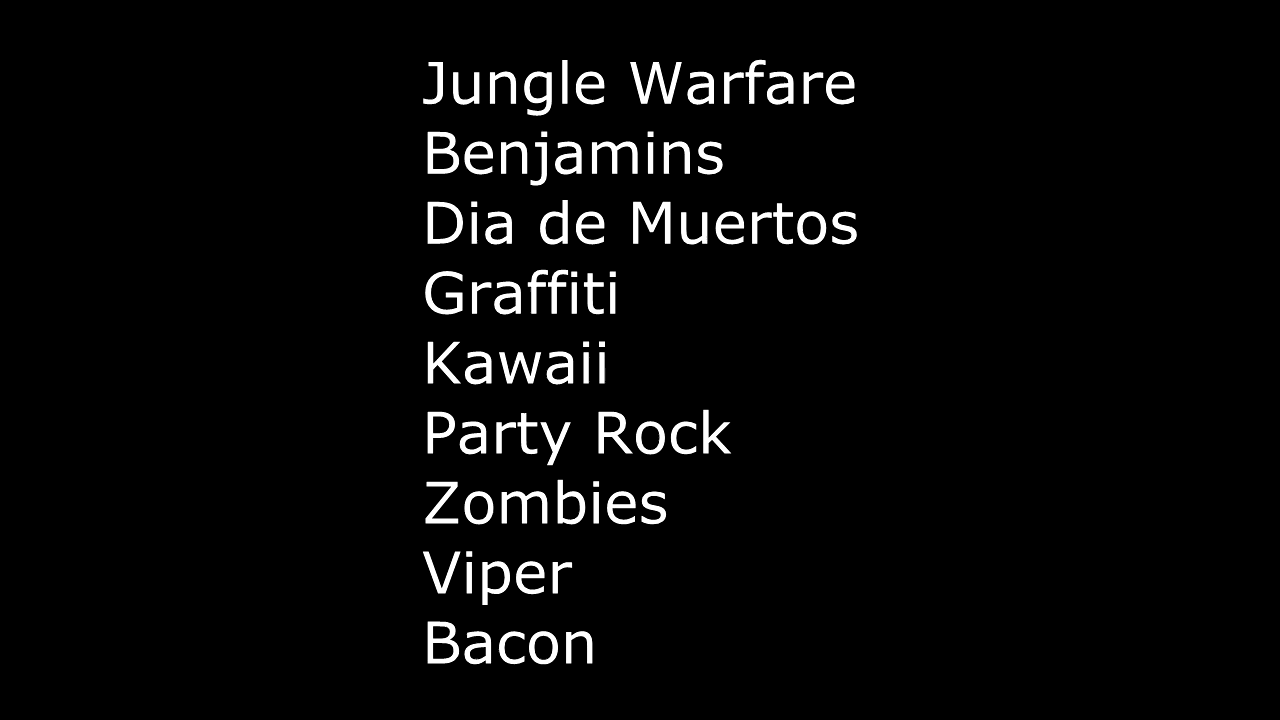 Jungle Warfare
Benjamins
Dia de Muertos
Graffiti
Kawaii
Party Rock
Zombies
Viper
Bacon